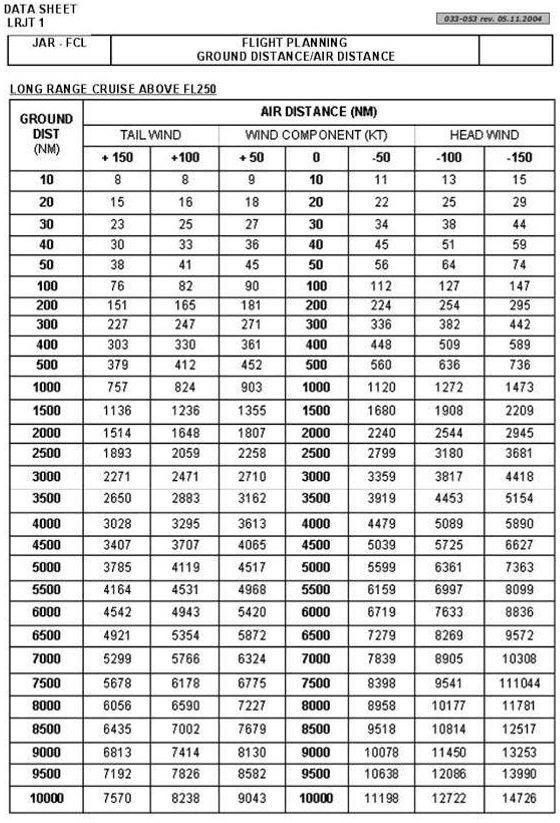 DATA SHEET
LRJT 1
033-053 rev. 05.11.2004
JAR - FCL
FLIGHT PLANNING
GROUND DISTANCE/AIR DISTANCE
LONG RANGE CRUISE ABOVE FL250
GROUND DIST (NM) AIR DISTANCE (NM)
TAIL WIND WIND COMPONENT (KT) HEAD WIND
+ 150 +100 + 50 0 -50 -100 -150
10 8 8 9 10 11 13 15
20 15 16 18 20 22 25 29
30 23 25 27 30 34 38 44
40 30 33 36 40 45 51 59
50 38 41 45 50 56 64 74
100 76 82 90 100 112 127 147
200 151 165 181 200 224 254 295
300 227 247 271 300 336 382 442
400 303 330 361 400 448 509 589
500 379 412 452 500 560 636 736
1000 757 824 903 1000 1120 1272 1473
1500 1136 1236 1355 1500 1680 1908 2209
2000 1514 1648 1807 2000 2240 2544 2945
2500 1893 2059 2258 2500 2799 3180 3681
3000 2271 2471 2710 3000 3359 3817 4418
3500 2650 2883 3162 3500 3919 4453 5154
4000 3028 3295 3613 4000 4479 5089 5890
4500 3407 3707 4065 4500 5039 5725 6627
5000 3785 4119 4517 5000 5599 6361 7363
5500 4164 4531 4968 5500 6159 6997 8099
6000 4542 4943 5420 6000 6719 7633 8836
6500 4921 5354 5872 6500 7279 8269 9572
7000 5299 5766 6324 7000 7839 8905 10308
7500 5678 6178 6775 7500 8398 9541 111044
8000 6056 6590 7227 8000 8958 10177 11781
8500 6435 7002 7679 8500 9518 10814 12517
9000 6813 7414 8130 9000 10078 11450 13253
9500 7192 7826 8582 9500 10638 12086 13990
10000 7570 8238 9043 10000 11198 12722 14726